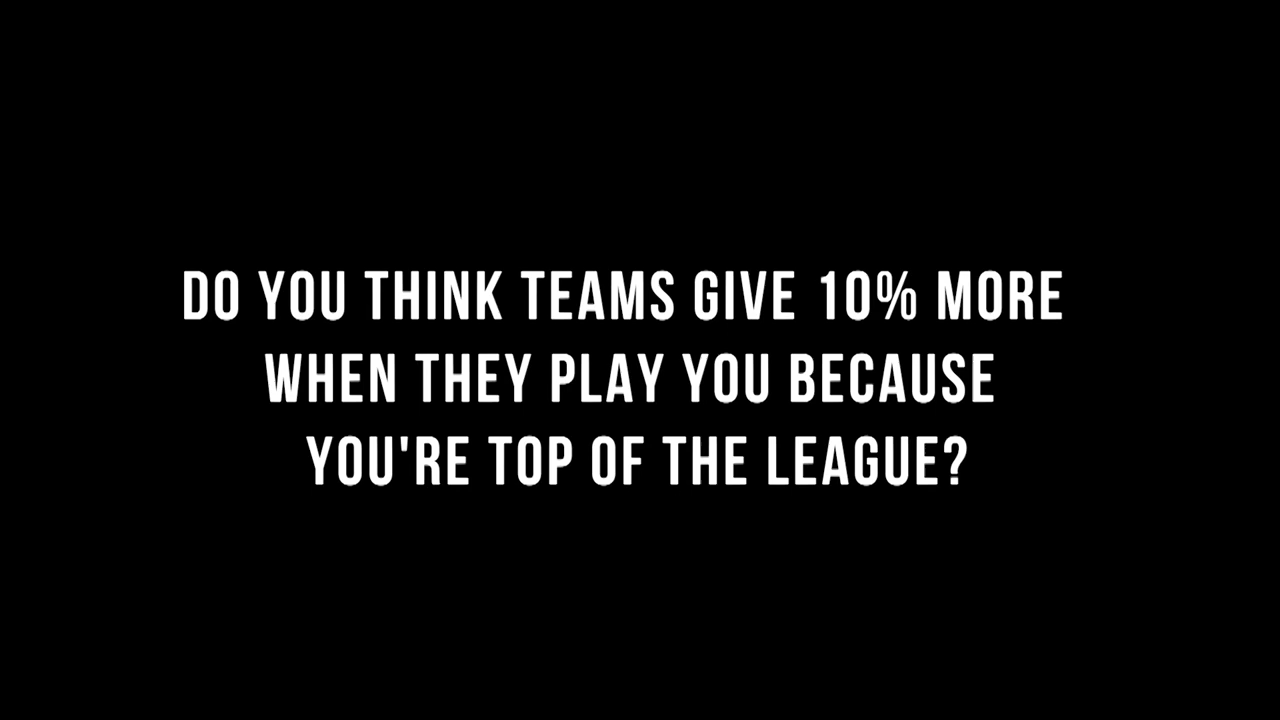 DO YOU THINK TEAMS GIVE 10% MORE
WHEN THEY PLAY YOU BECAUSE
YOU'RE TOP OF THE LEAGUE?